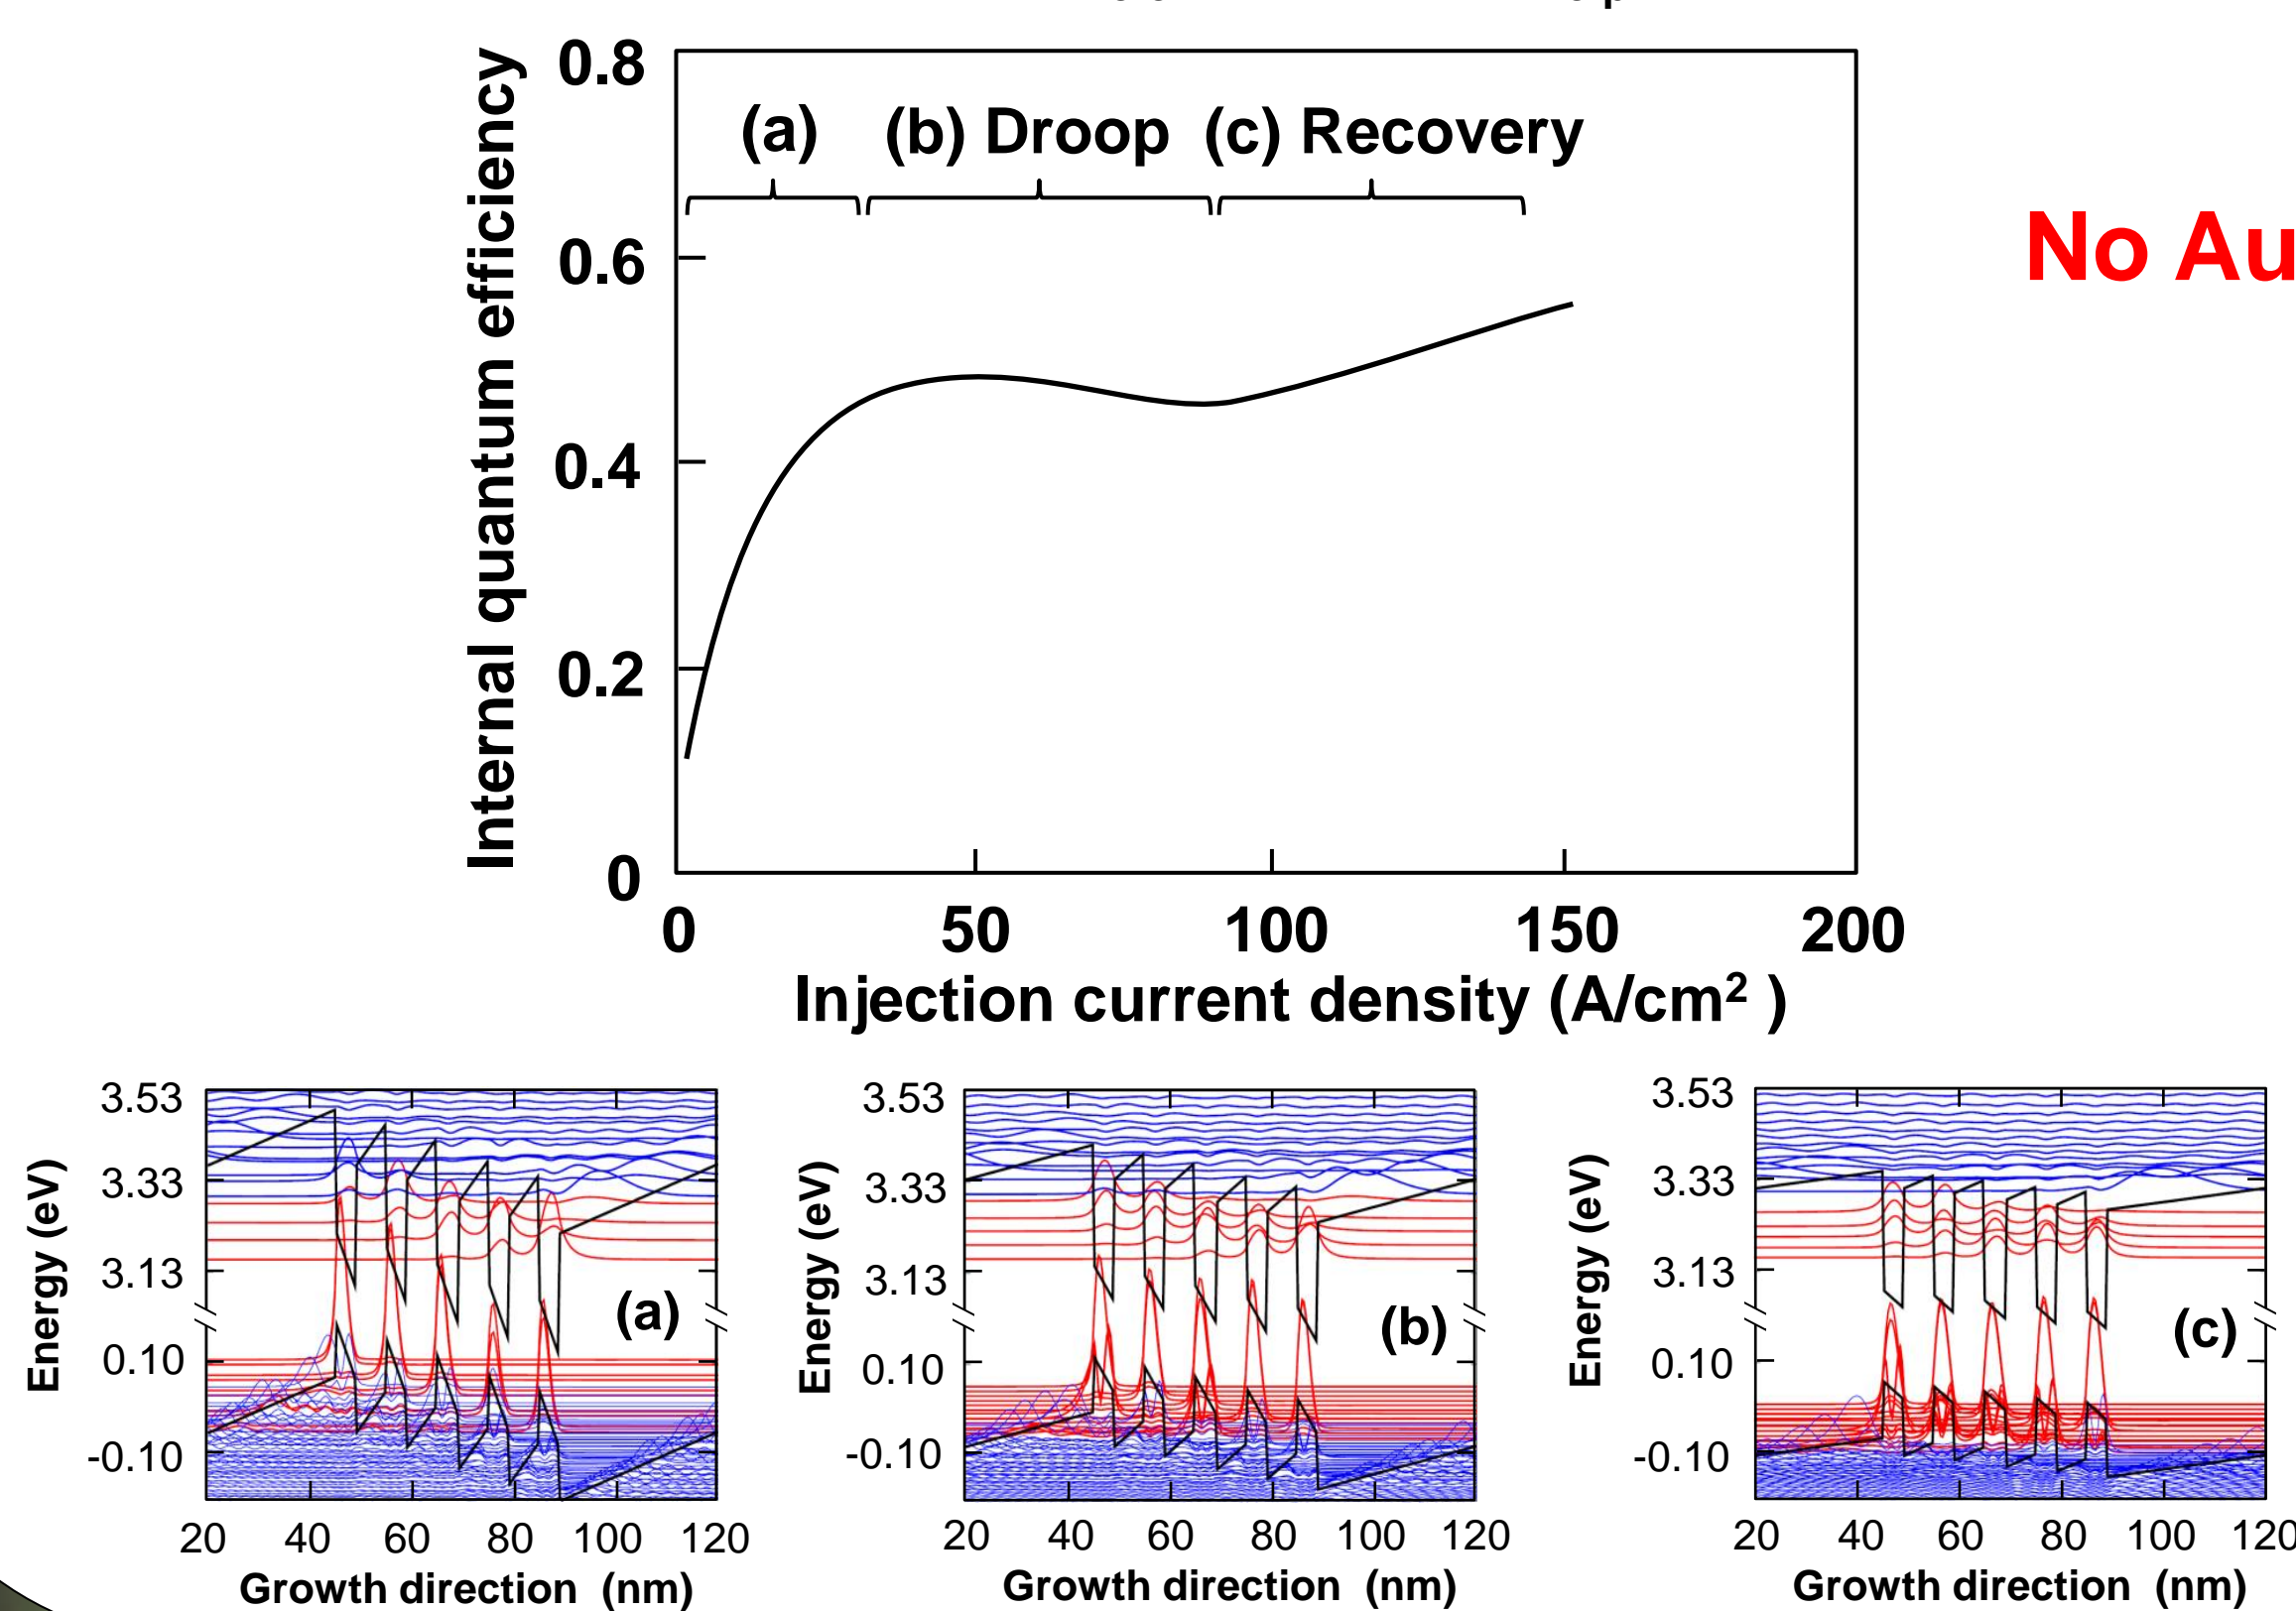 0.8
(a) (b) Droop (c) Recovery
0.6
No Au
0.4
0.2
0
Internal quantum efficiency
0 50 100 150 200
Injection current density (A/cm² )
3.53
3.33
3.13
0.10
-0.10
Energy (eV)
(a)
20 40 60 80 100 120
Growth direction (nm)
3.53
3.33
3.13
0.10
-0.10
Energy (eV)
(b)
20 40 60 80 100 120
Growth direction (nm)
3.53
3.33
3.13
0.10
-0.10
Energy (eV)
(c)
20 40 60 80 100 120
Growth direction (nm)